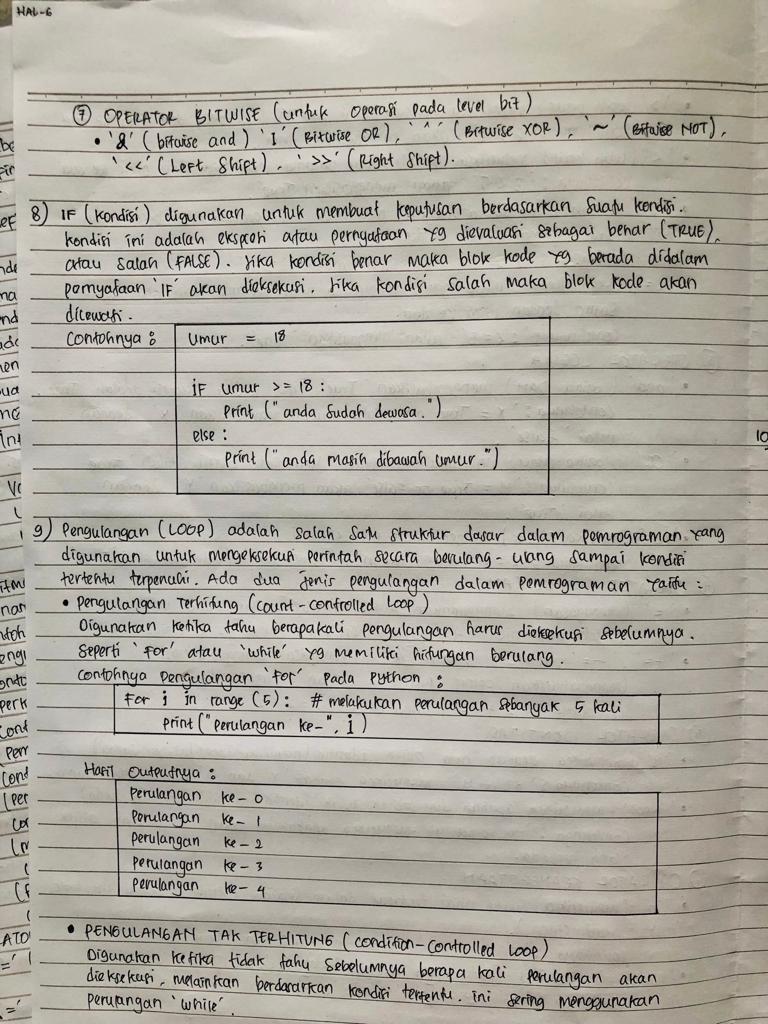 HAL-6
⑦ OPERATOR BITWISE (untuk operasi pada level bit)
• '&' (bitwise and) '|' (Bitwise OR), '^' (Bitwise XOR), '~' (Bitwise NOT),
'<<' (Left Shift), '>>' (Right Shift).
8) IF (kondisi) digunakan untuk membuat keputusan berdasarkan suatu kondisi.
kondisi ini adalah ekspresi atau pernyataan yg dievaluasi sebagai benar (TRUE),
atau salah (FALSE). Jika kondisi benar maka blok kode yg berada didalam
pernyataan 'IF' akan dieksekusi. Jika kondisi salah maka blok kode akan
dilewati.
contohnya :
umur = 18
if umur >= 18 :
print ("anda sudah dewasa.")
else :
print ("anda masih dibawah umur.")
9) Pengulangan (LOOP) adalah salah satu struktur dasar dalam pemrograman yang
digunakan untuk mengeksekusi perintah secara berulang-ulang sampai kondisi
tertentu terpenuhi. Ada dua jenis pengulangan dalam pemrograman yaitu :
• Pengulangan Terhitung (count-controlled Loop)
Digunakan ketika tahu berapakali pengulangan harus dieksekusi sebelumnya.
seperti 'for' atau 'while' yg memiliki hitungan berulang.
contohnya pengulangan 'for' pada python :
for i in range (5): # melakukan perulangan sebanyak 5 kali
print ("perulangan ke-", i)
Hasil outputnya :
Perulangan ke- 0
Perulangan ke- 1
perulangan ke- 2
perulangan ke- 3
perulangan ke- 4
• PENGULANGAN TAK TERHITUNG (condition-controlled Loop)
Digunakan ketika tidak tahu sebelumnya berapa kali perulangan akan
dieksekusi, melainkan berdasarkan kondisi tertentu. ini sering menggunakan
perulangan 'while'.
10